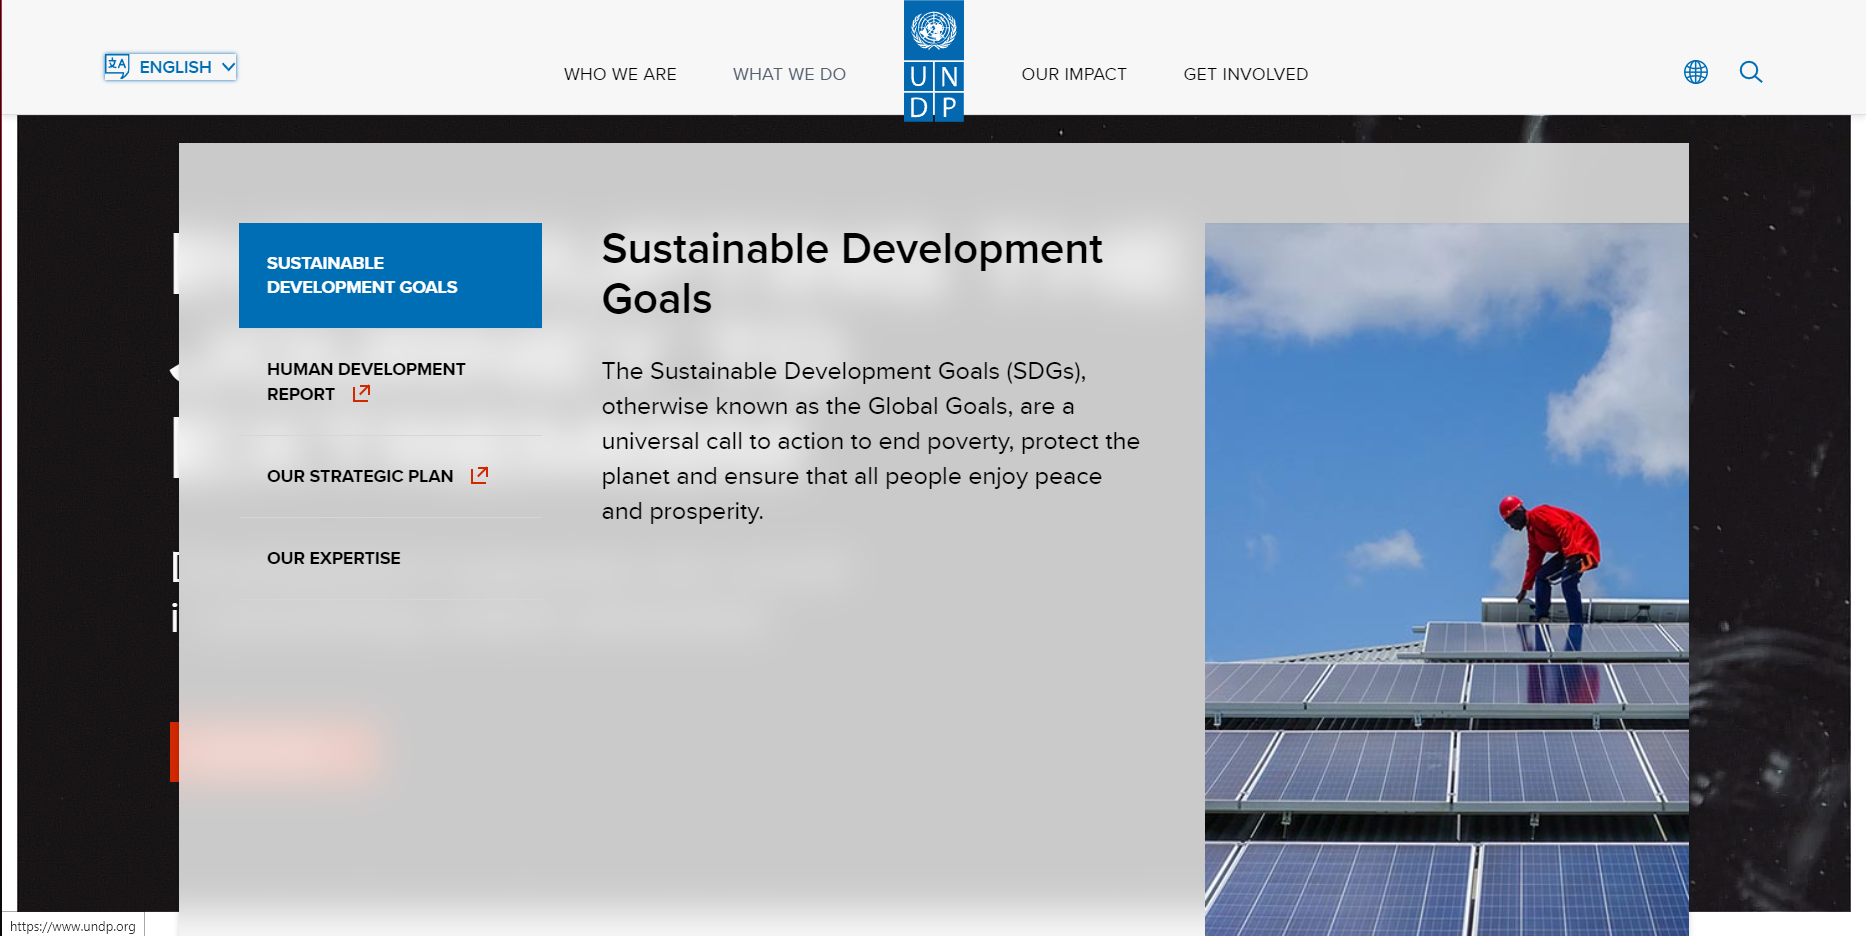 ENGLISH
WHO WE ARE
WHAT WE DO
U N
D P
OUR IMPACT
GET INVOLVED
SUSTAINABLE
DEVELOPMENT GOALS
HUMAN DEVELOPMENT
REPORT
OUR STRATEGIC PLAN
OUR EXPERTISE
Sustainable Development
Goals
The Sustainable Development Goals (SDGs),
otherwise known as the Global Goals, are a
universal call to action to end poverty, protect the
planet and ensure that all people enjoy peace
and prosperity.
https://www.undp.org